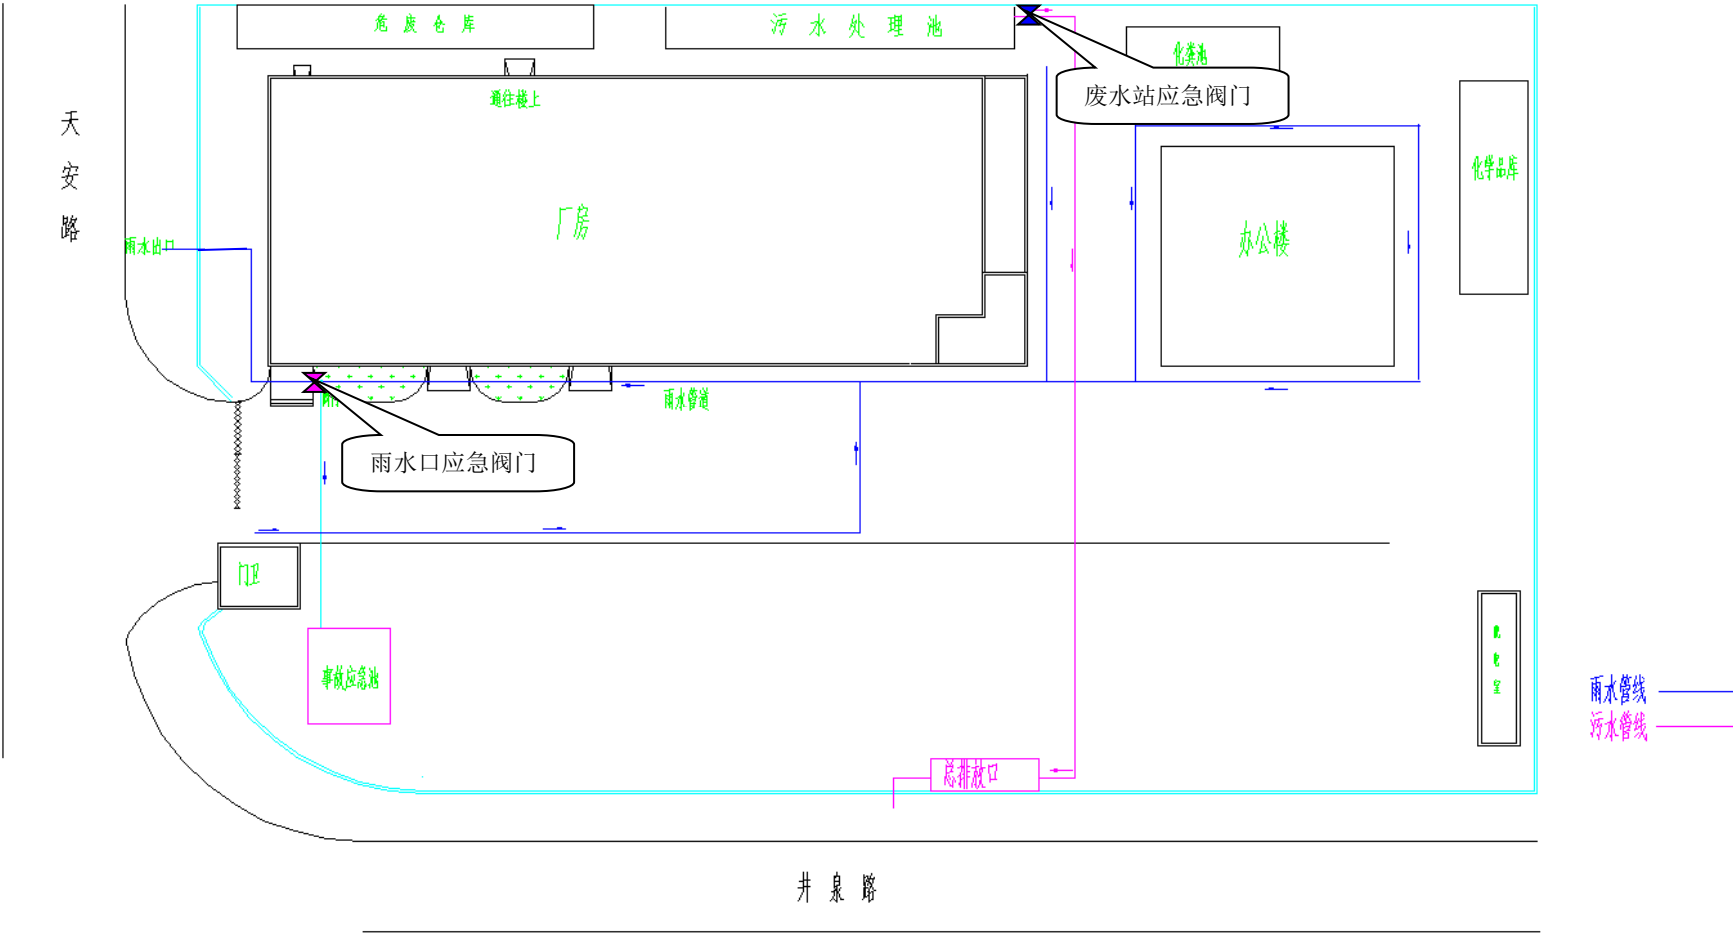 危废仓库
污水处理池
化粪池
废水站应急阀门
通往楼上
天安路
化学品库
厂房
办公楼
雨水出口
雨水管道
雨水口应急阀门
门卫
事故应急池
配电室
雨水管线
污水管线
总排放口
井泉路